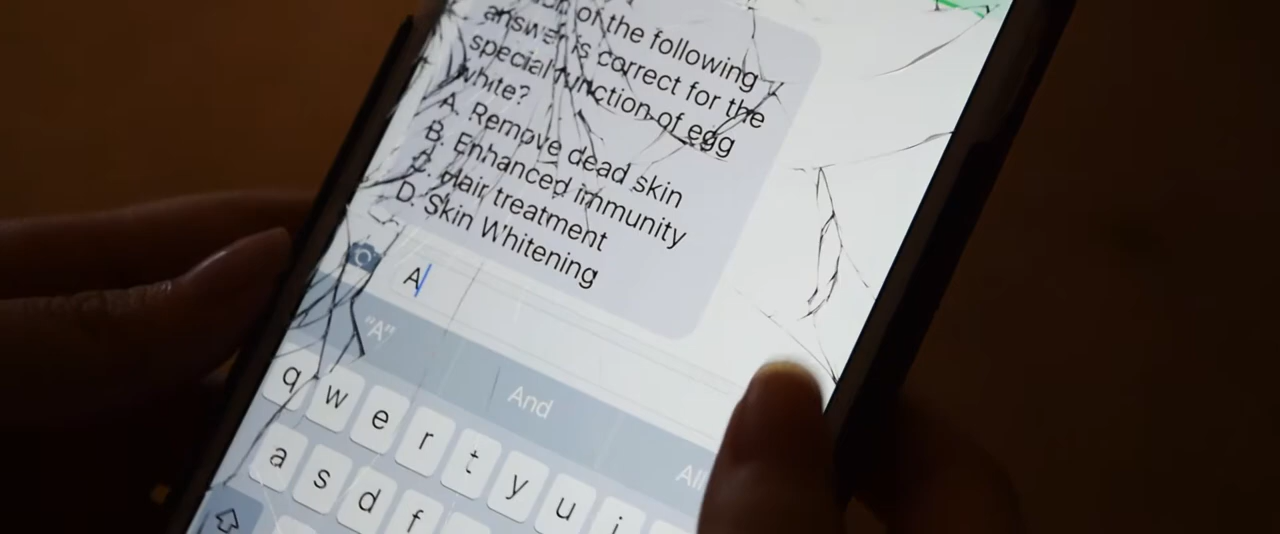 of the following
answer is correct for the
special function of egg
white?
A. Remove dead skin
B. Enhanced immunity
C. Hair treatment
D. Skin Whitening
A
"A" And All
q w e r t y u i
a s d f